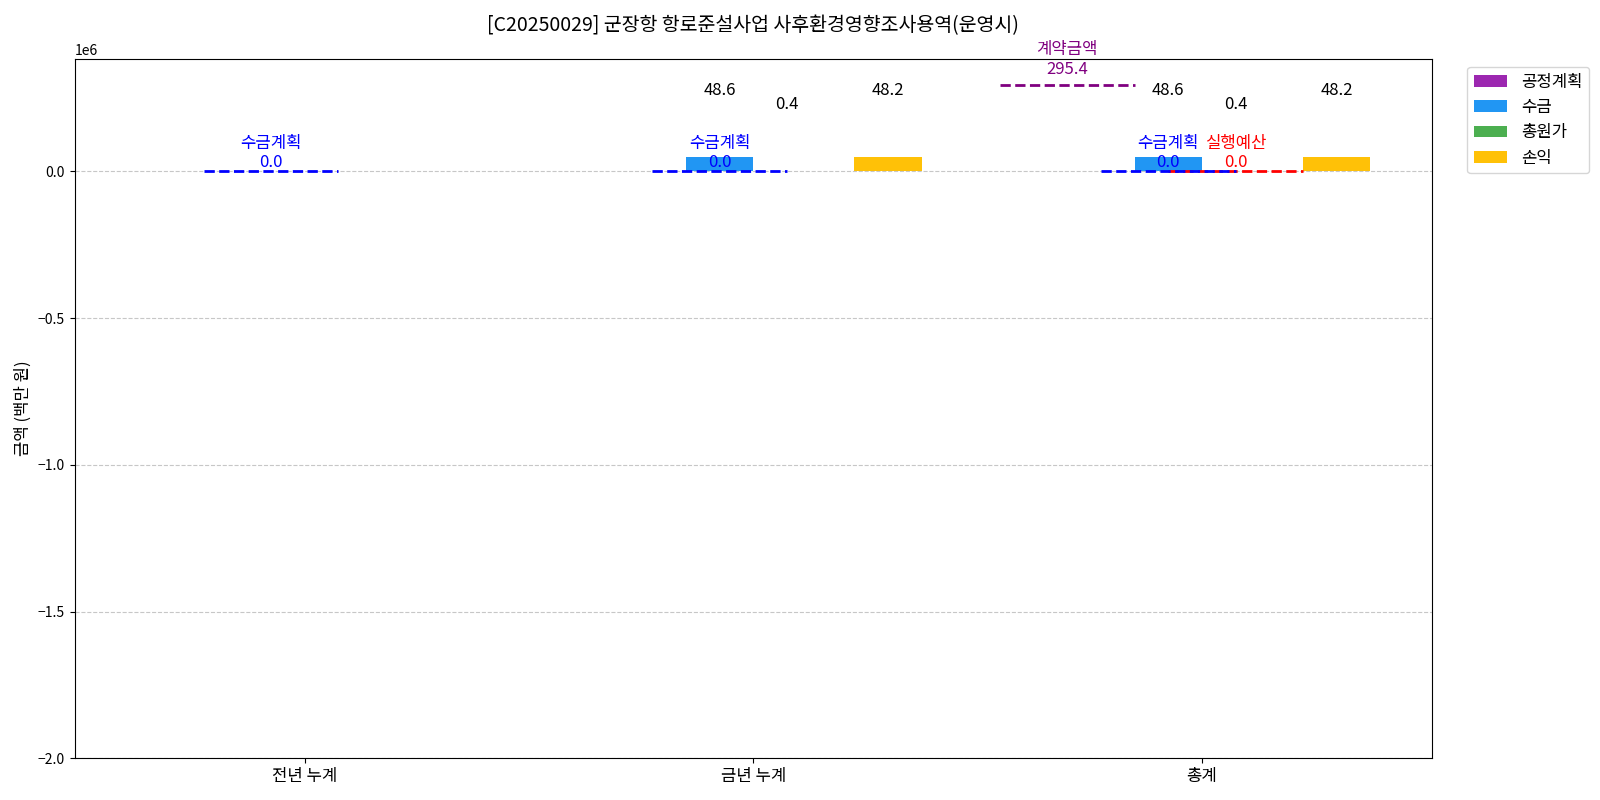 [C20250029] 군장항 항로준설사업 사후환경영향조사용역(운영시)
1e6
계약금액
295.4
48.6
0.4
48.2
48.6
0.4
48.2
수금계획
0.0
수금계획
0.0
수금계획
0.0
실행예산
0.0
공정계획
수금
총원가
손익
0.0
−0.5
−1.0
−1.5
−2.0
금액 (백만 원)
전년 누계
금년 누계
총계